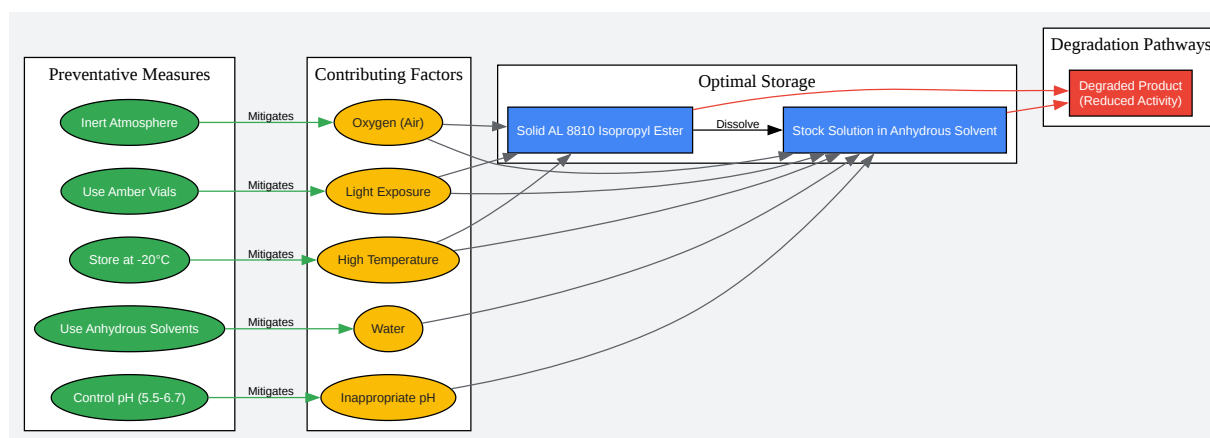 Preventative Measures
Inert Atmosphere
Use Amber Vials
Store at -20°C
Use Anhydrous Solvents
Control pH (5.5-6.7)
Mitigates
Mitigates
Mitigates
Mitigates
Mitigates
Contributing Factors
Oxygen (Air)
Light Exposure
High Temperature
Water
Inappropriate pH
Optimal Storage
Solid AL 8810 Isopropyl Ester
Dissolve
Stock Solution in Anhydrous Solvent
Degradation Pathways
Degraded Product
(Reduced Activity)